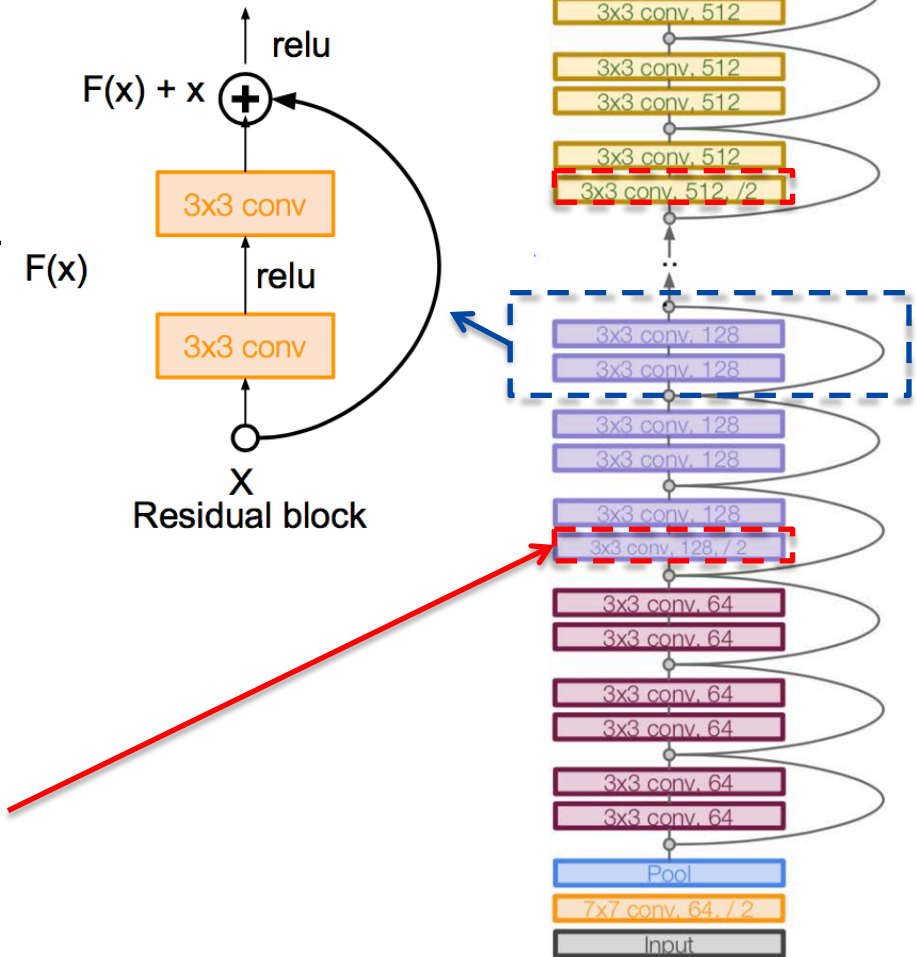 relu
F(x) + x
3x3 conv
F(x)
relu
3x3 conv
X
Residual block
3x3 conv, 512
3x3 conv, 512
3x3 conv, 512
3x3 conv, 512
3x3 conv, 512, /2
..
3x3 conv, 128
3x3 conv, 128
3x3 conv, 128
3x3 conv, 128
3x3 conv, 128
3x3 conv, 128, / 2
3x3 conv, 64
3x3 conv, 64
3x3 conv, 64
3x3 conv, 64
3x3 conv, 64
3x3 conv, 64
Pool
7x7 conv, 64, / 2
Input